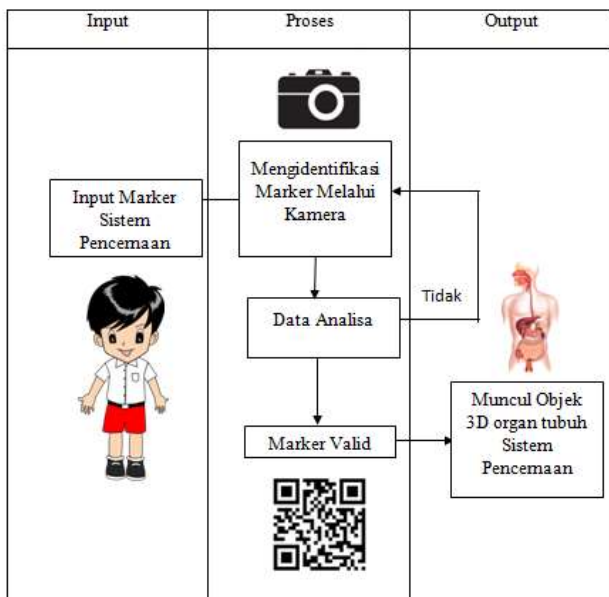 Input
Proses
Output
Input Marker
Sistem
Pencernaan
Mengidentifikasi
Marker Melalui
Kamera
Data Analisa
Tidak
Marker Valid
Muncul Objek
3D organ tubuh
Sistem
Pencernaan